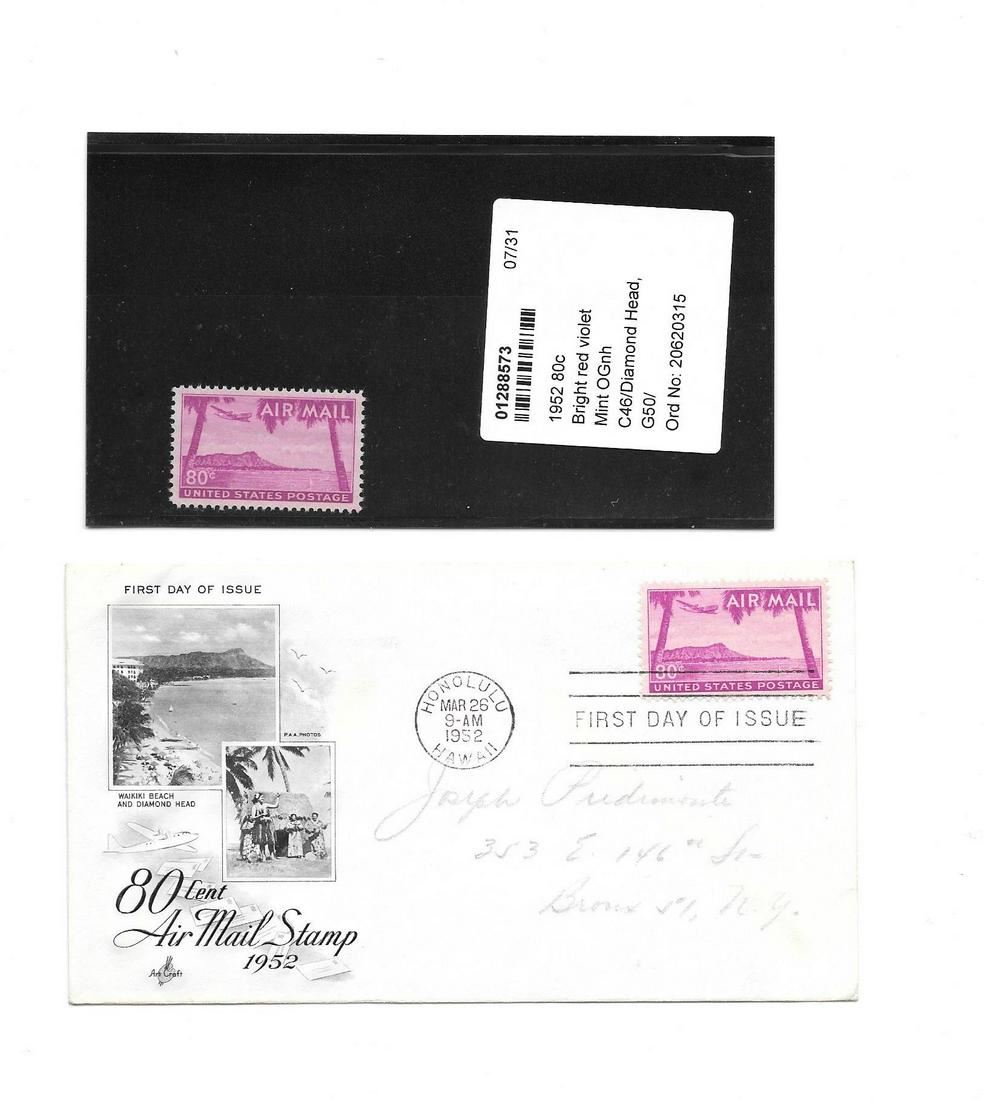 01288573 07/31
1952 80c
Bright red violet
Mint OGnh
C46/Diamond Head,
G50/
Ord No: 20620315
AIR MAIL
80¢
UNITED STATES POSTAGE
FIRST DAY OF ISSUE
P.A.A. PHOTOS
WAIKIKI BEACH
AND DIAMOND HEAD
80 Cent
Air Mail Stamp
1952
Art Craft
HONOLULU
MAR 26
9-AM
1952
HAWAII
AIR MAIL
80¢
UNITED STATES POSTAGE
FIRST DAY OF ISSUE
Joseph
353 E. 146th St
Bronx 51, N.Y.